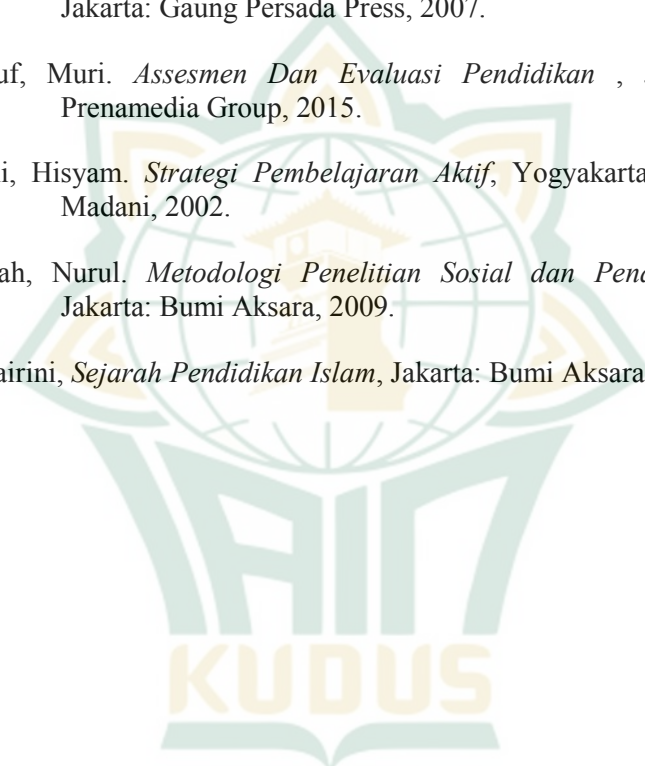 Jakarta: Gaung Persada Press, 2007.
uf, Muri. Assesmen Dan Evaluasi Pendidikan ,
Prenamedia Group, 2015.
i, Hisyam. Strategi Pembelajaran Aktif, Yogyakarta
Madani, 2002.
ah, Nurul. Metodologi Penelitian Sosial dan Pend
Jakarta: Bumi Aksara, 2009.
airini, Sejarah Pendidikan Islam, Jakarta: Bumi Aksara
IAIN
KUDUS